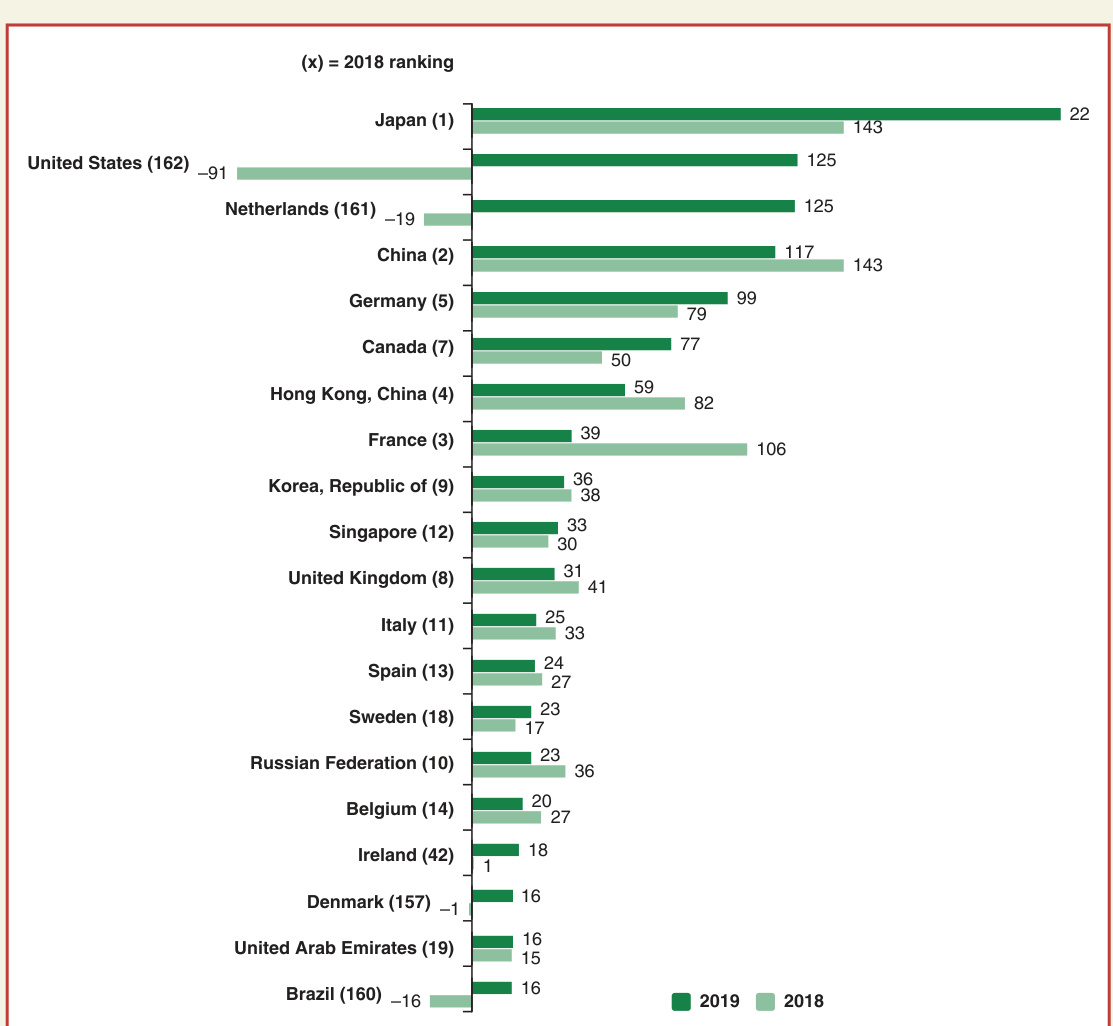 (x) = 2018 ranking
Japan (1) 22
143
United States (162) –91 125
Netherlands (161) –19 125
China (2) 117
143
Germany (5) 99
79
Canada (7) 77
50
Hong Kong, China (4) 59
82
France (3) 39
106
Korea, Republic of (9) 36
38
Singapore (12) 33
30
United Kingdom (8) 31
41
Italy (11) 25
33
Spain (13) 24
27
Sweden (18) 23
17
Russian Federation (10) 23
36
Belgium (14) 20
27
Ireland (42) 18
1
Denmark (157) –1 16
United Arab Emirates (19) 16
15
Brazil (160) –16 16
2019 2018